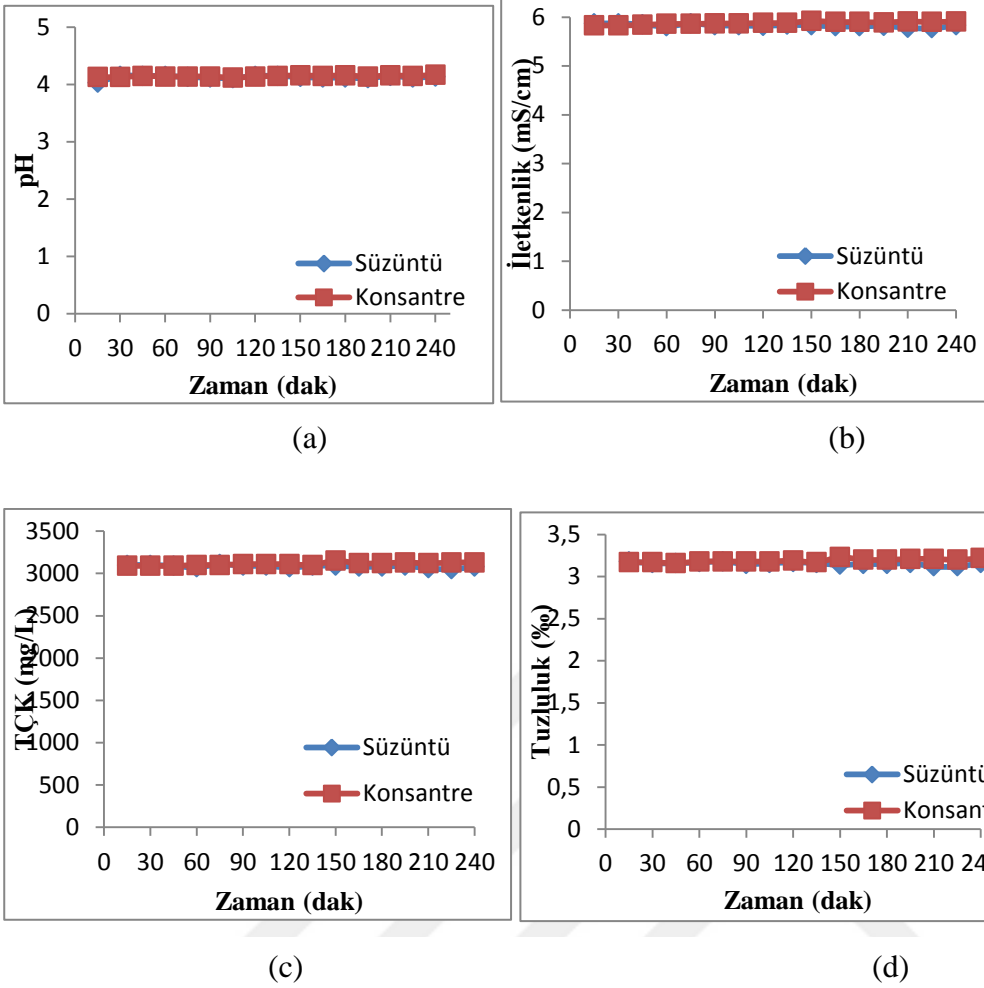 5
4
3
2
1
0
pH
0 30 60 90 120 150 180 210 240
Zaman (dak)
Süzüntü
Konsantre
(a)
6
5
4
3
2
1
0
İletkenlik (mS/cm)
0 30 60 90 120 150 180 210 240
Zaman (dak)
Süzüntü
Konsantre
(b)
3500
3000
2500
2000
1500
1000
500
0
TÇK (mg/L)
0 30 60 90 120 150 180 210 240
Zaman (dak)
Süzüntü
Konsantre
(c)
3,5
3
2,5
2
1,5
1
0,5
0
Tuzluluk (‰)
0 30 60 90 120 150 180 210 24
Zaman (dak)
Süzüntü
Konsant
(d)